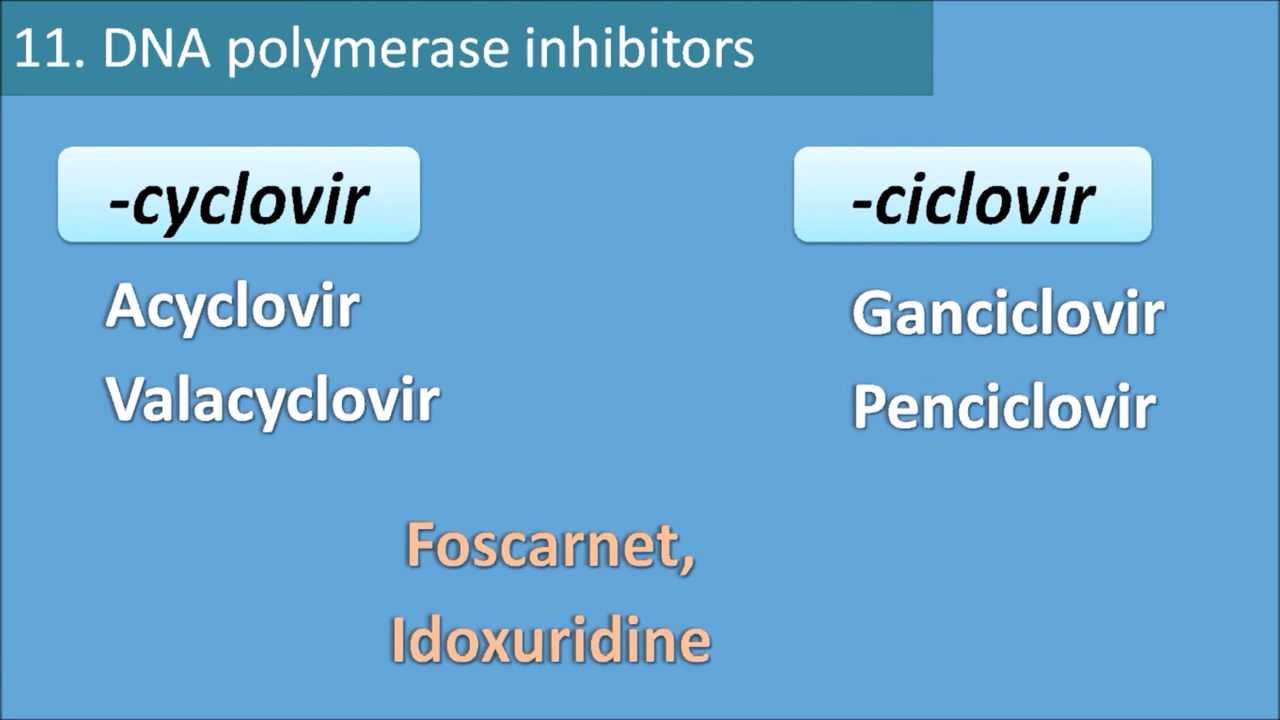 11. DNA polymerase inhibitors
-cyclovir
Acyclovir
Valacyclovir
-ciclovir
Ganciclovir
Penciclovir
Foscarnet,
Idoxuridine